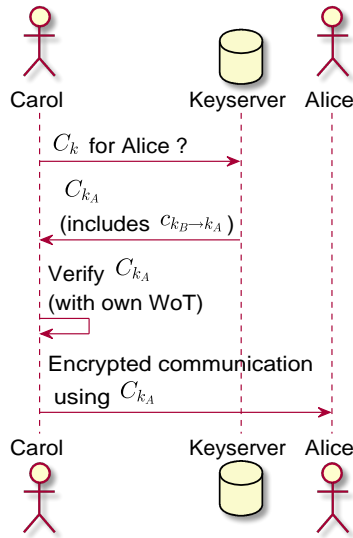 Carol Keyserver Alice
$C_k$ for Alice ?
$C_{k_A}$
(includes $c_{k_B \to k_A}$)
Verify $C_{k_A}$
(with own WoT)
Encrypted communication
using $C_{k_A}$
Carol Keyserver Alice